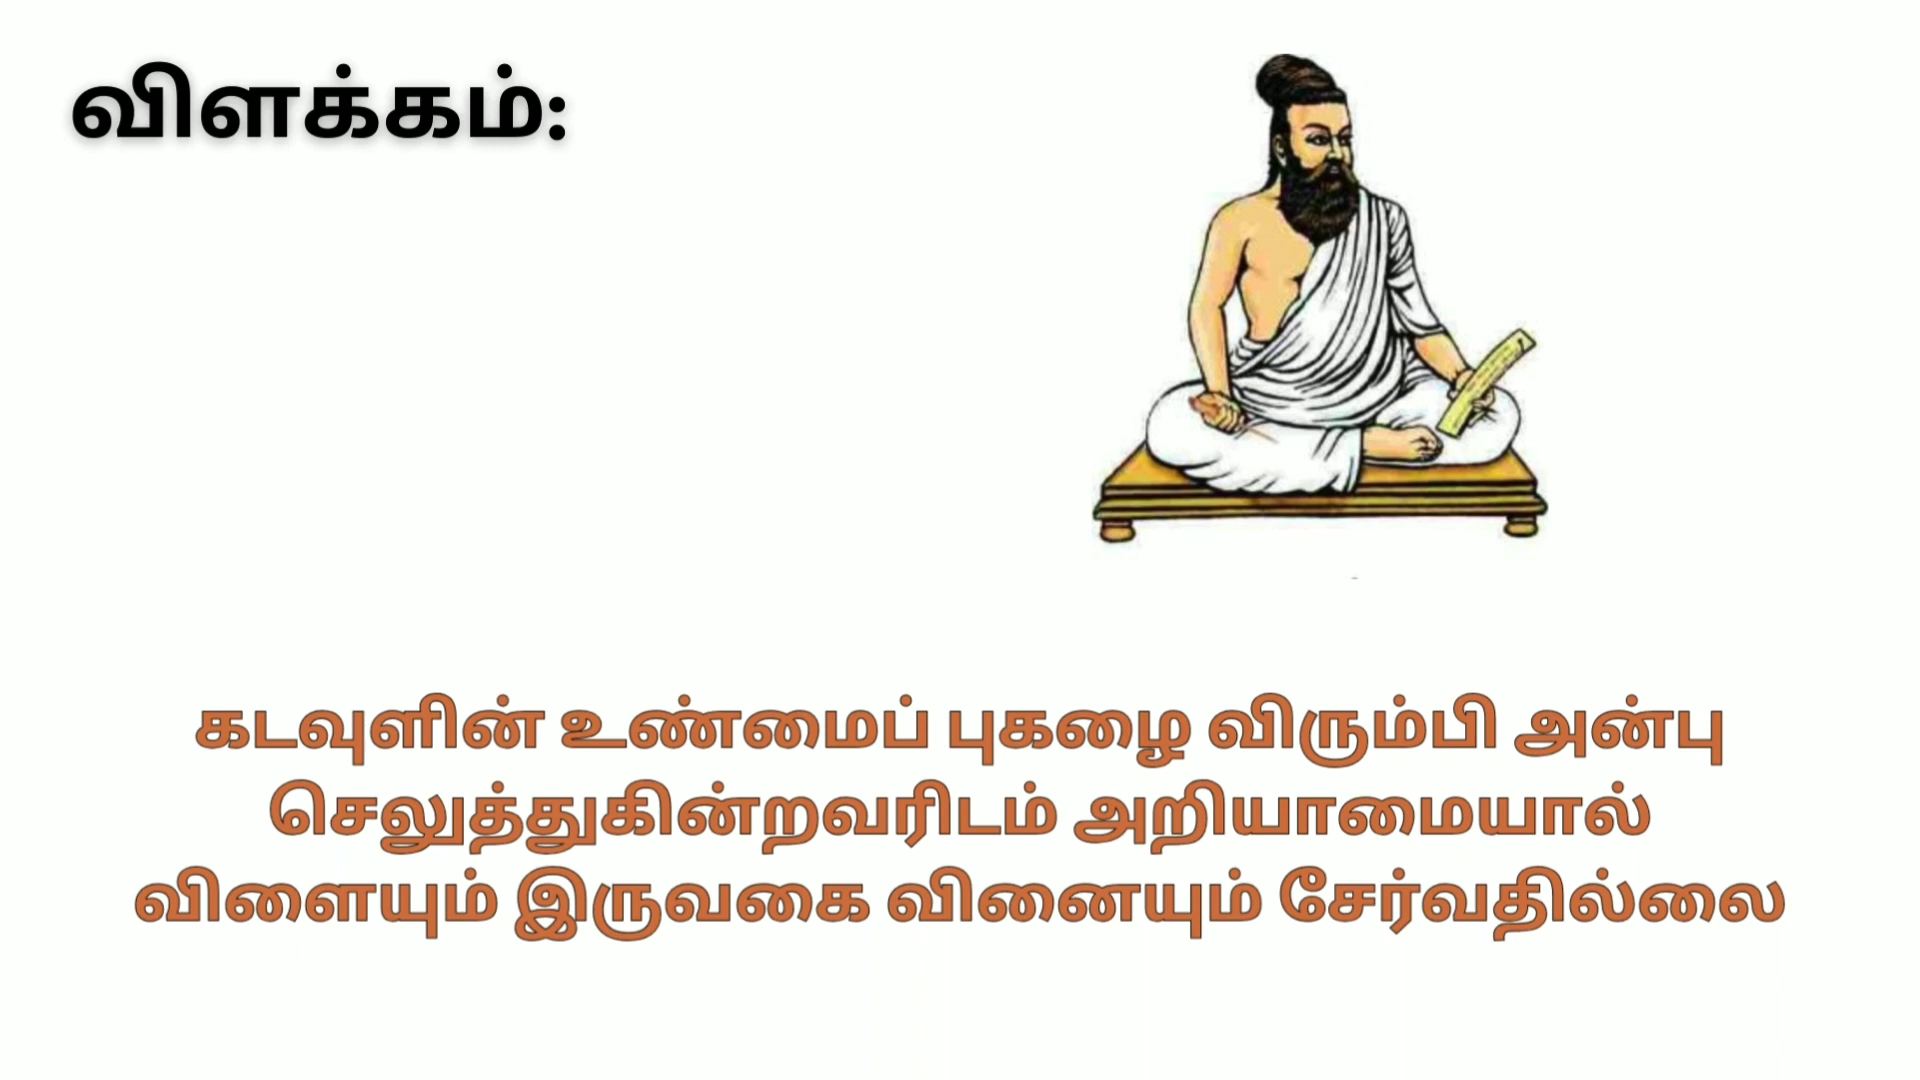 விளக்கம்:
கடவுளின் உண்மைப் புகழை விரும்பி அன்பு
செலுத்துகின்றவரிடம் அறியாமையால்
விளையும் இருவகை வினையும் சேர்வதில்லை